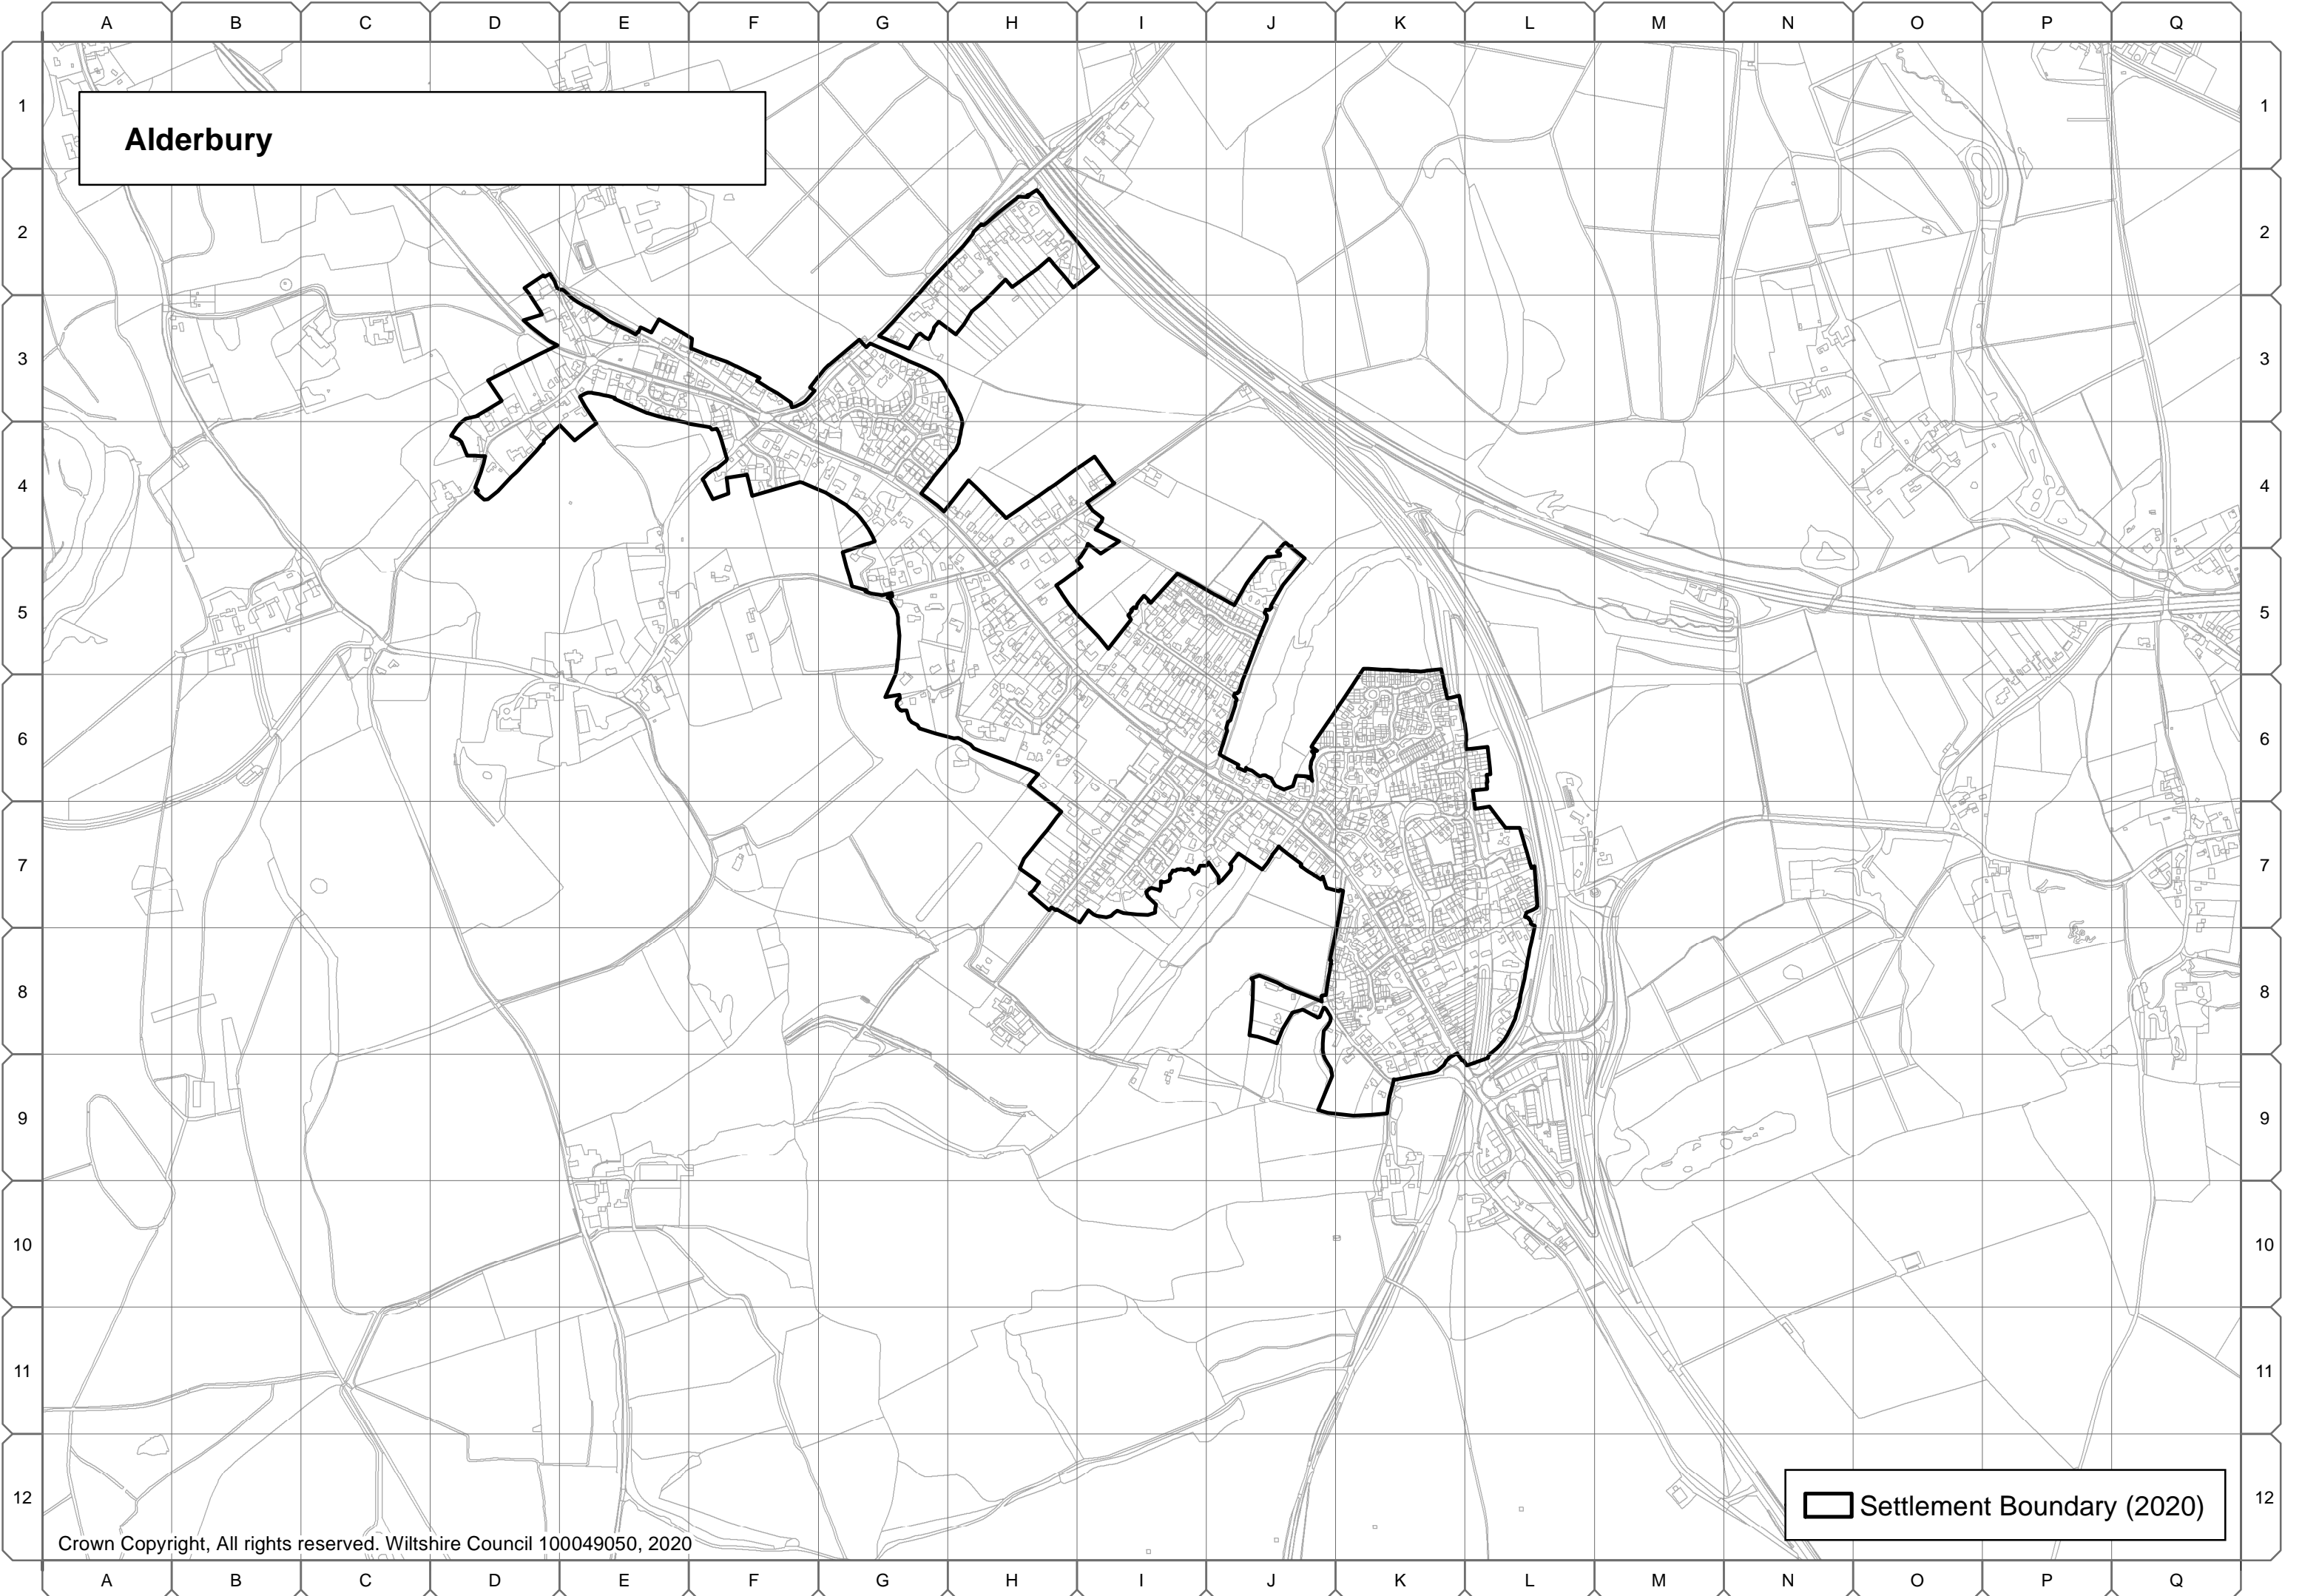 A B C D E F G H I J K L M N O P Q
1 1
Alderbury
2 2
3 3
4 4
5 5
6 6
7 7
8 8
9 9
10 10
11 11
12 12
Settlement Boundary (2020)
Crown Copyright, All rights reserved. Wiltshire Council 100049050, 2020
A B C D E F G H I J K L M N O P Q